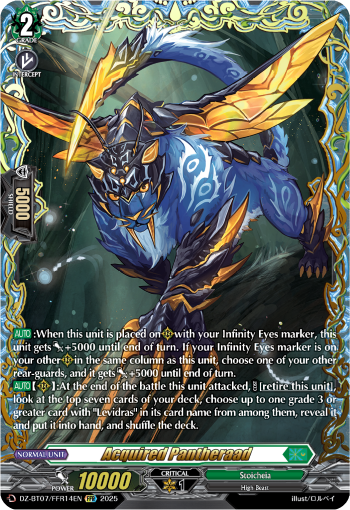 2
GRADE
INTERCEPT
5000
SHIELD
AUTO :When this unit is placed on (R) with your Infinity Eyes marker, this
unit gets +5000 until end of turn. If your Infinity Eyes marker is on
your other (R) in the same column as this unit, choose one of your other
rear-guards, and it gets +5000 until end of turn.
AUTO (R) :At the end of the battle this unit attacked, COST [retire this unit],
look at the top seven cards of your deck, choose up to one grade 3 or
greater card with "Levidras" in its card name from among them, reveal it
and put it into hand, and shuffle the deck.
NORMAL UNIT
Acquired Pantheraad
POWER 10000
CRITICAL
1
Stoicheia
High Beast
DZ-BT07/FFR14EN FFR 2025
illust/ロルベイ